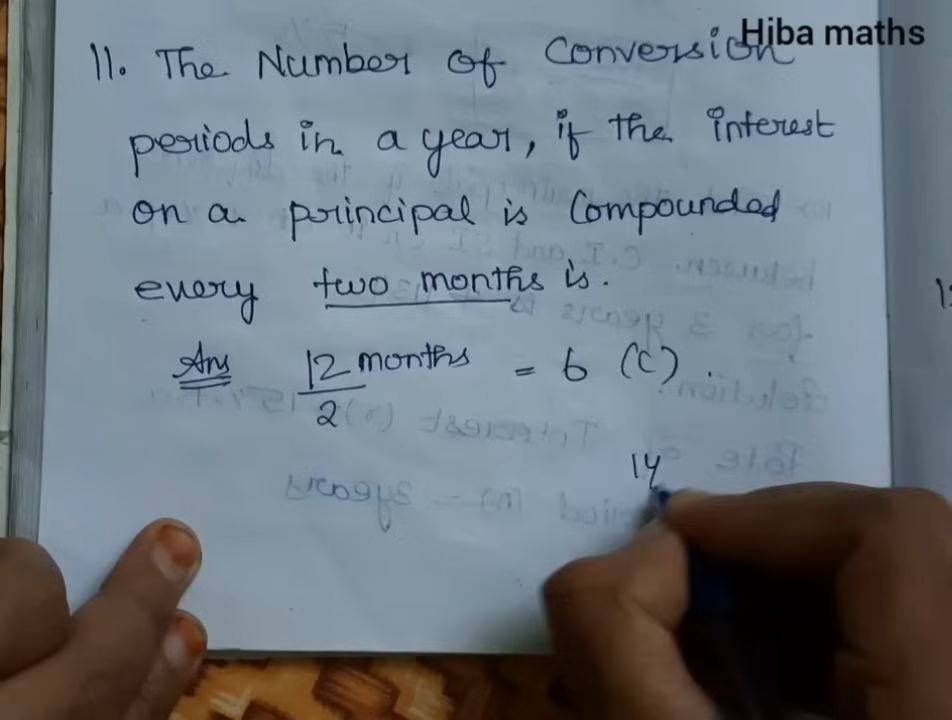 Hiba maths
11. The Number of Conversion
periods in a year, if the interest
on a principal is Compounded
every two months is.
Ans 12 months / 2 = 6 (C).
1y